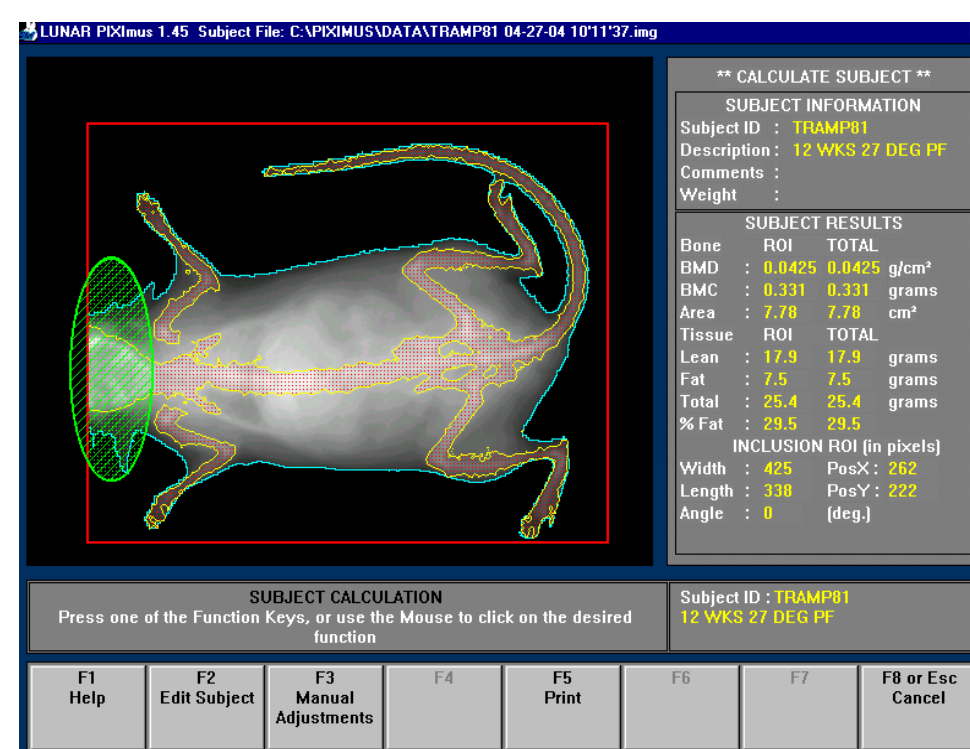 LUNAR PIXImus 1.45  Subject File: C:\PIXIMUS\DATA\TRAMP81 04-27-04 10'11'37.img
** CALCULATE SUBJECT **
SUBJECT INFORMATION
Subject ID : TRAMP81
Description : 12 WKS 27 DEG PF
Comments :
Weight :
SUBJECT RESULTS
Bone ROI TOTAL
BMD : 0.0425 0.0425 g/cm²
BMC : 0.331 0.331 grams
Area : 7.78 7.78 cm²
Tissue ROI TOTAL
Lean : 17.9 17.9 grams
Fat : 7.5 7.5 grams
Total : 25.4 25.4 grams
% Fat : 29.5 29.5
INCLUSION ROI (in pixels)
Width : 425 PosX : 262
Length : 338 PosY : 222
Angle : 0 (deg.)
SUBJECT CALCULATION
Press one of the Function Keys, or use the Mouse to click on the desired
function
Subject ID : TRAMP81
12 WKS 27 DEG PF
F1 F2 F3 F4 F5 F6 F7 F8 or Esc
Help Edit Subject Manual Print Cancel
Adjustments